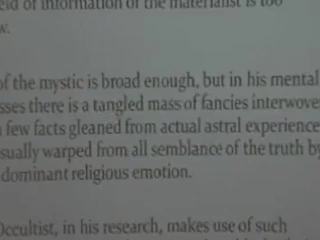 of information of the materialist is too
w.
of the mystic is broad enough, but in his mental
sses there is a tangled mass of fancies interwove
few facts gleaned from actual astral experience
sually warped from all semblance of the truth by
dominant religious emotion.
Occultist, in his research, makes use of such